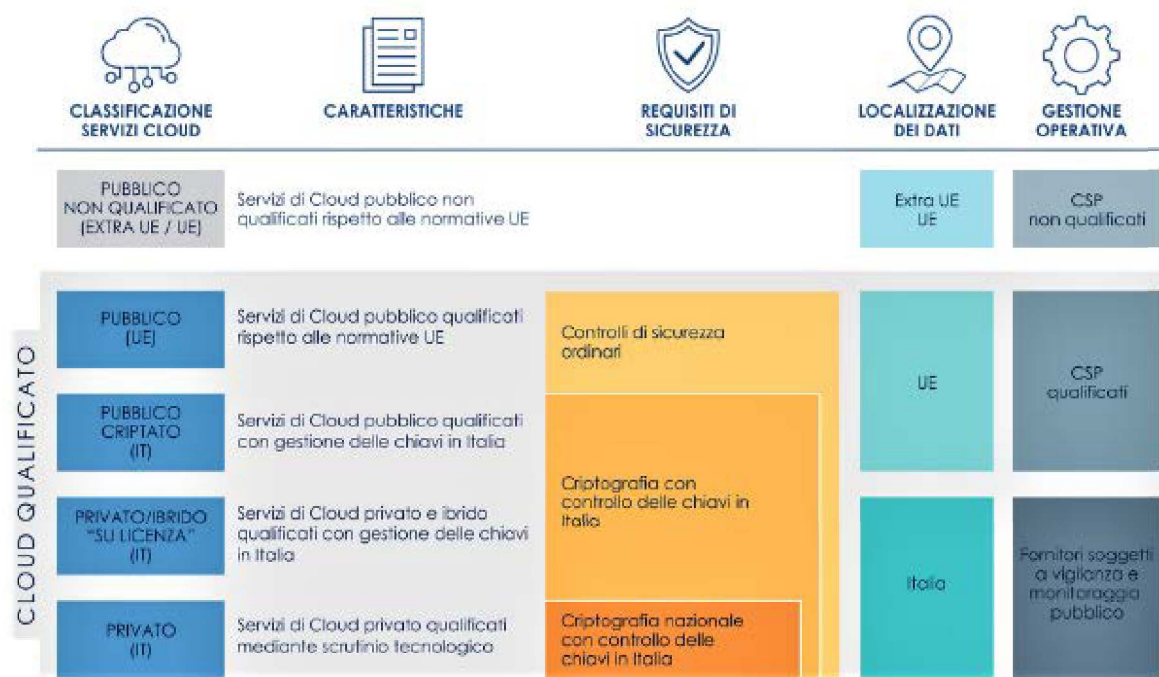 CLASSIFICAZIONE
SERVIZI CLOUD
CARATTERISTICHE
REQUISITI DI
SICUREZZA
LOCALIZZAZIONE
DEI DATI
GESTIONE
OPERATIVA
PUBBLICO
NON QUALIFICATO
(EXTRA UE / UE)
Servizi di Cloud pubblico non
qualificati rispetto alle normative UE
Extra UE
UE
CSP
non qualificati
CLOUD QUALIFICATO
PUBBLICO
(UE)
Servizi di Cloud pubblico qualificati
rispetto alle normative UE
Controlli di sicurezza
ordinari
UE
CSP
qualificati
PUBBLICO
CRIPTATO
(IT)
Servizi di Cloud pubblico qualificati
con gestione delle chiavi in Italia
Criptografia con
controllo delle chiavi in
Italia
PRIVATO/IBRIDO
"SU LICENZA"
(IT)
Servizi di Cloud privato e ibrido
qualificati con gestione delle chiavi
in Italia
Italia
Fornitori soggetti
a vigilanza e
monitoraggio
pubblico
PRIVATO
(IT)
Servizi di Cloud privato qualificati
mediante scrutinio tecnologico
Criptografia nazionale
con controllo delle
chiavi in Italia